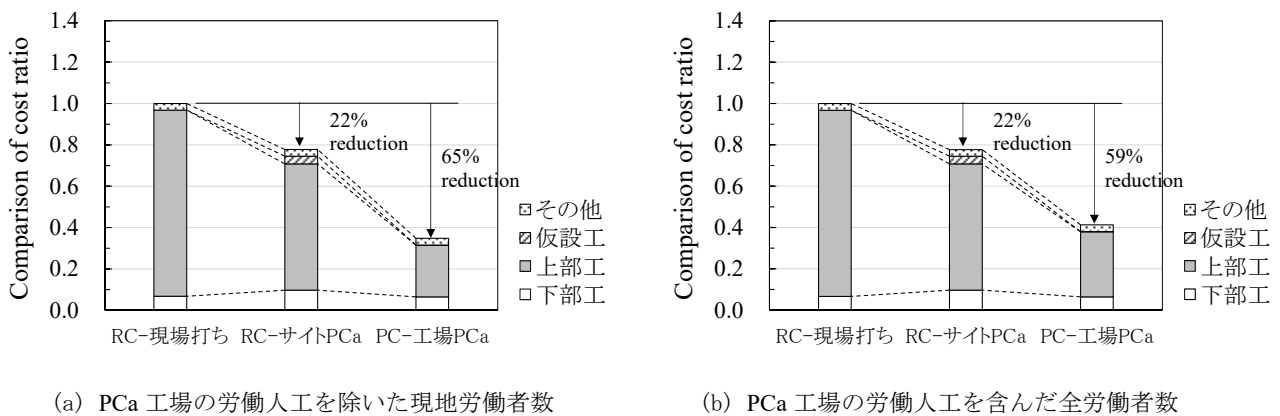 Comparison of cost ratio
1.4
1.2
1.0
0.8
0.6
0.4
0.2
0.0
22%
reduction
65%
reduction
その他
仮設工
上部工
下部工
RC-現場打ち RC-サイトPCa PC-工場PCa
(a) PCa 工場の労働人工を除いた現地労働者数
Comparison of cost ratio
1.4
1.2
1.0
0.8
0.6
0.4
0.2
0.0
22%
reduction
59%
reduction
その他
仮設工
上部工
下部工
RC-現場打ち RC-サイトPCa PC-工場PCa
(b) PCa 工場の労働人工を含んだ全労働者数